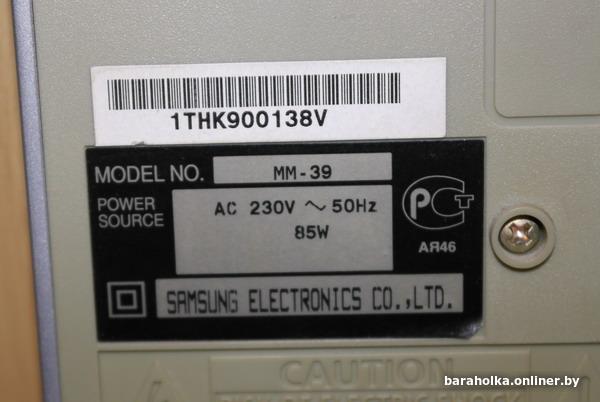 1THK900138V
MODEL NO. MM-39
POWER SOURCE AC 230V ~ 50Hz
85W
PCT
АЯ46
SAMSUNG ELECTRONICS CO.,LTD.
CAUTION
baraholka.onliner.by